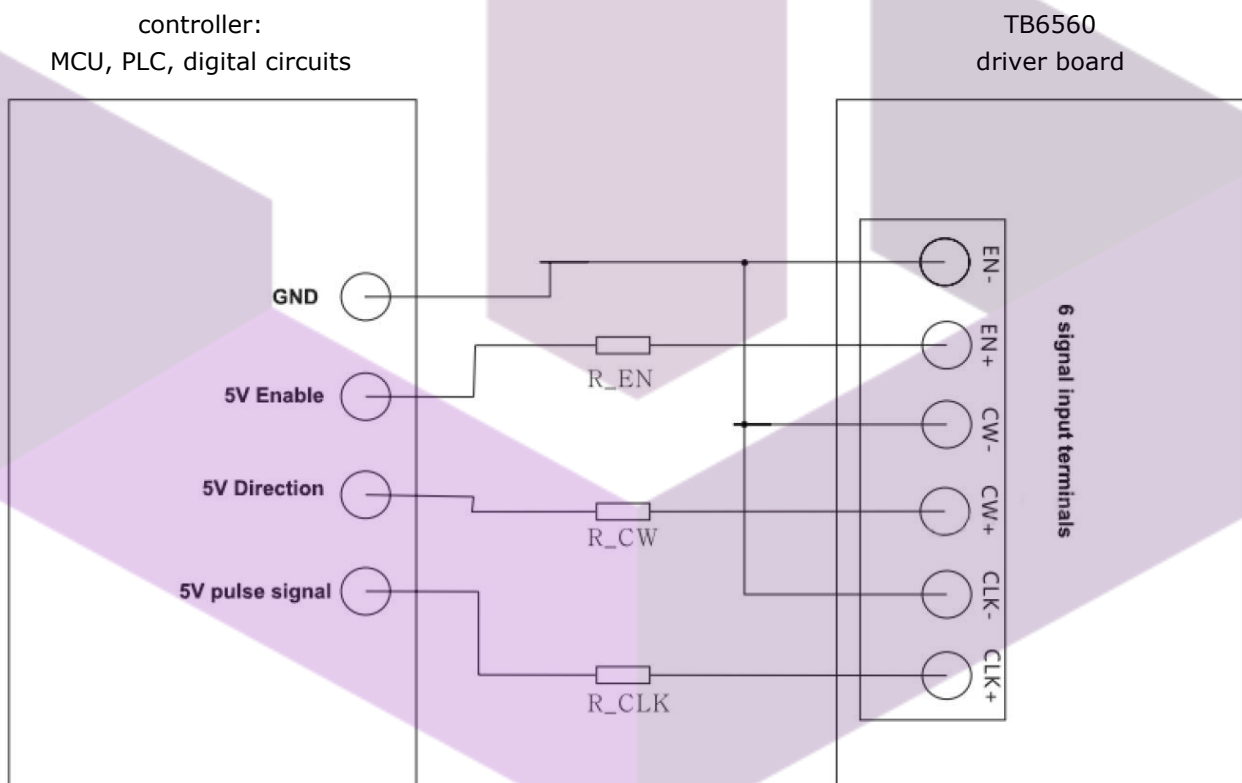 controller:
MCU, PLC, digital circuits
TB6560
driver board
GND
5V Enable
5V Direction
5V pulse signal
R_EN
R_CW
R_CLK
EN-
EN+
CW-
CW+
CLK-
CLK+
6 signal input terminals